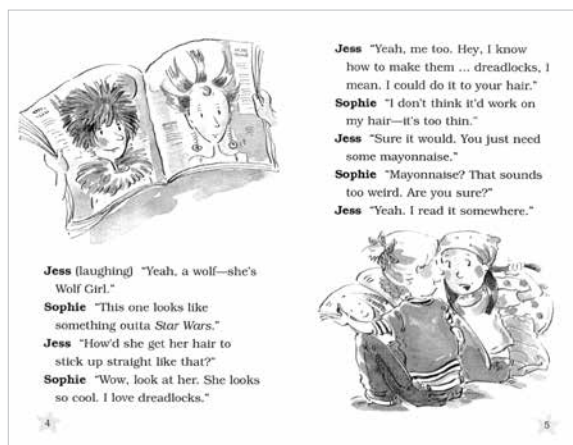 Jess (laughing) “Yeah, a wolf—she’s
Wolf Girl.”
Sophie “This one looks like
something outta Star Wars.”
Jess “How’d she get her hair to
stick up straight like that?”
Sophie “Wow, look at her. She looks
so cool. I love dreadlocks.”
4
Jess “Yeah, me too. Hey, I know
how to make them ... dreadlocks, I
mean. I could do it to your hair.”
Sophie “I don’t think it’d work on
my hair—it’s too thin.”
Jess “Sure it would. You just need
some mayonnaise.”
Sophie “Mayonnaise? That sounds
too weird. Are you sure?”
Jess “Yeah. I read it somewhere.”
5